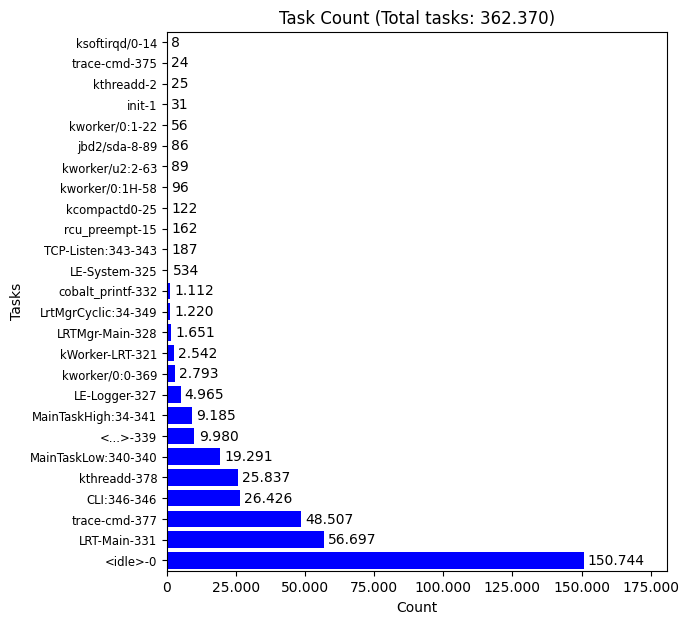 Task Count (Total tasks: 362.370)
ksoftirqd/0-14 8
trace-cmd-375 24
kthreadd-2 25
init-1 31
kworker/0:1-22 56
jbd2/sda-8-89 86
kworker/u2:2-63 89
kworker/0:1H-58 96
kcompactd0-25 122
rcu_preempt-15 162
TCP-Listen:343-343 187
LE-System-325 534
cobalt_printf-332 1.112
LrtMgrCyclic:34-349 1.220
LRTMgr-Main-328 1.651
kWorker-LRT-321 2.542
kworker/0:0-369 2.793
LE-Logger-327 4.965
MainTaskHigh:34-341 9.185
<...>-339 9.980
MainTaskLow:340-340 19.291
kthreadd-378 25.837
CLI:346-346 26.426
trace-cmd-377 48.507
LRT-Main-331 56.697
<idle>-0 150.744
Tasks
0 25.000 50.000 75.000 100.000 125.000 150.000 175.000
Count